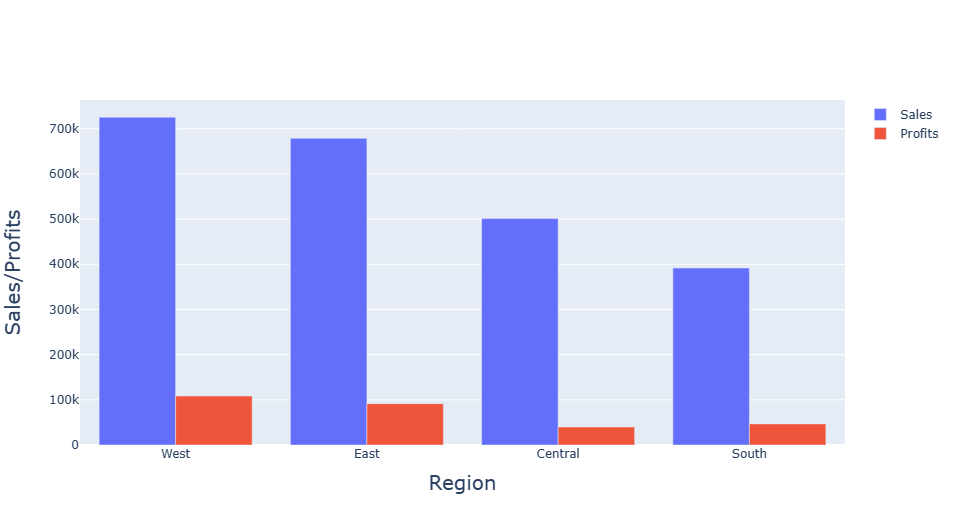 Sales/Profits
700k
600k
500k
400k
300k
200k
100k
0
West East Central South
Region
Sales
Profits